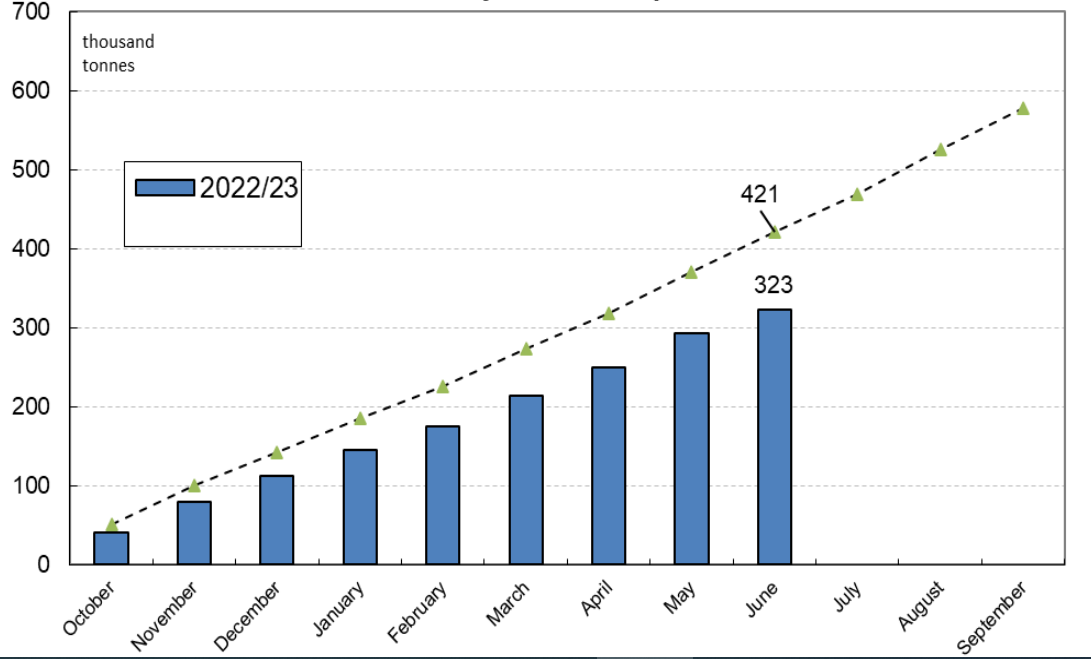 700
thousand
tonnes
600
500
400
300
200
100
0
2022/23
421
323
October
November
December
January
February
March
April
May
June
July
August
September